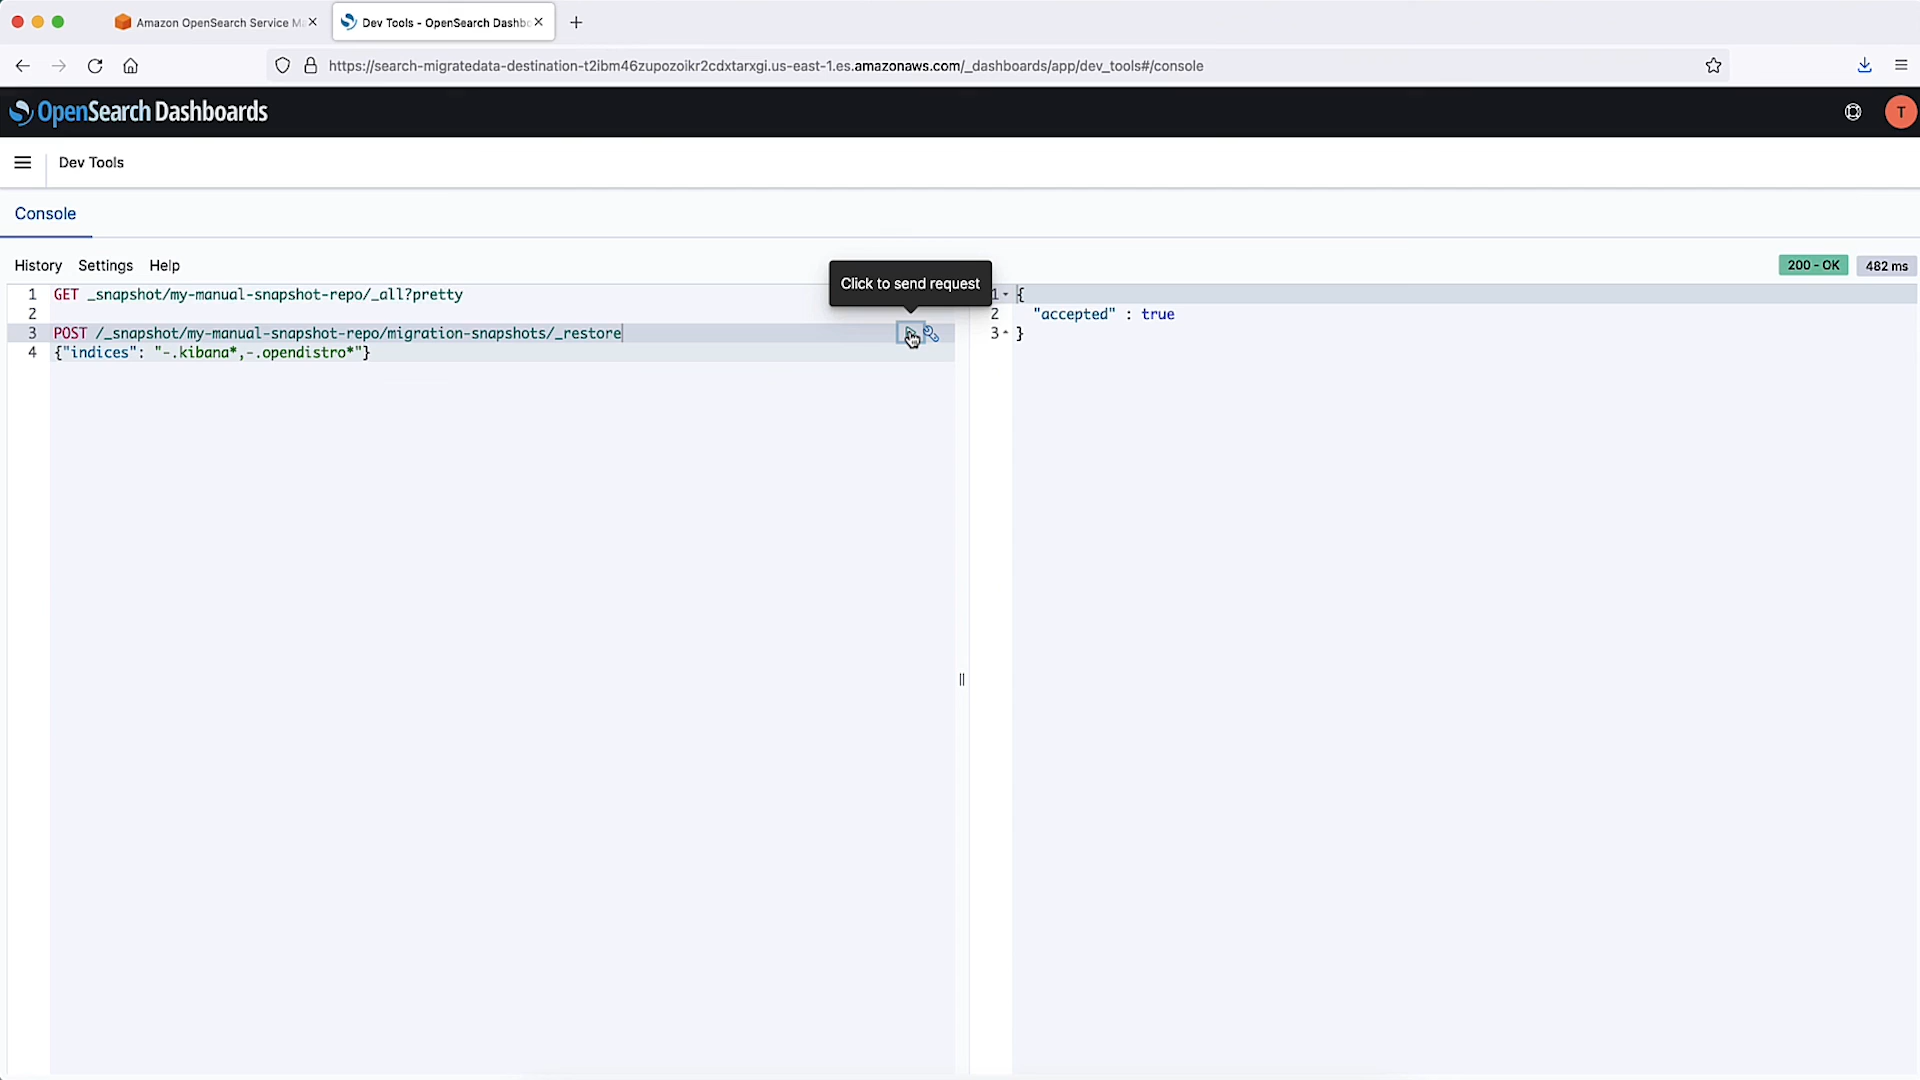 Amazon OpenSearch Service M
Dev Tools - OpenSearch Dashb
https://search-migratedata-destination-t2ibm46zupozoikr2cdxtarxgi.us-east-1.es.amazonaws.com/_dashboards/app/dev_tools#/console
OpenSearch Dashboards
T
Dev Tools
Console
History Settings Help
Click to send request
200 - OK 482 ms
1 GET _snapshot/my-manual-snapshot-repo/_all?pretty
2
3 POST /_snapshot/my-manual-snapshot-repo/migration-snapshots/_restore
4 {"indices": "-.kibana*,-.opendistro*"}
1 {
2 "accepted" : true
3 }